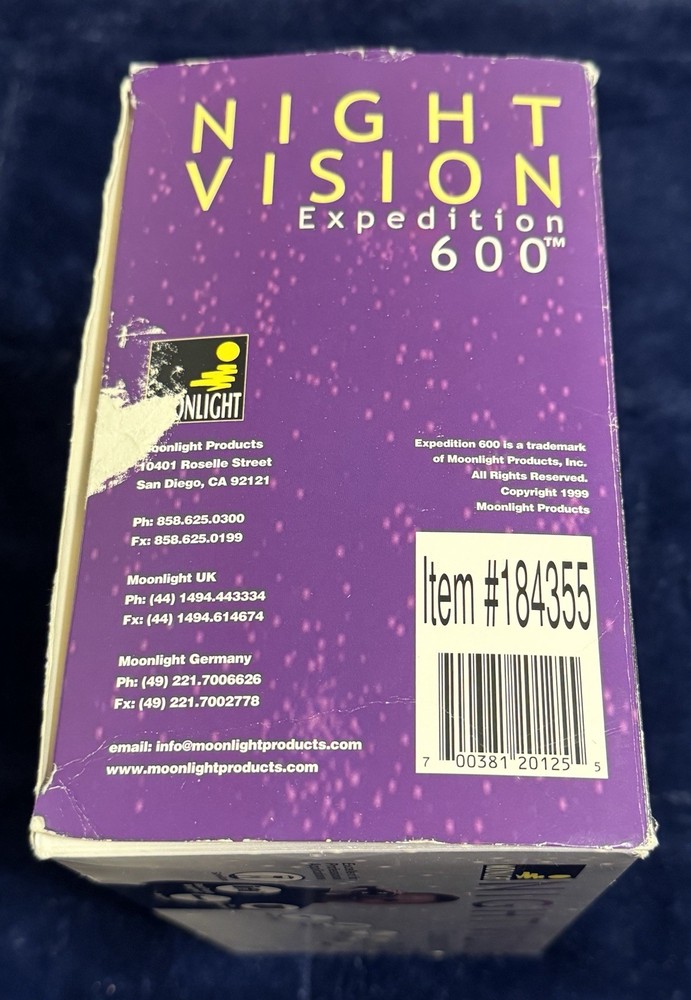 NIGHT
VISION
Expedition
600™
ONLIGHT
oonlight Products
10401 Roselle Street
San Diego, CA 92121
Ph: 858.625.0300
Fx: 858.625.0199
Moonlight UK
Ph: (44) 1494.443334
Fx: (44) 1494.614674
Moonlight Germany
Ph: (49) 221.7006626
Fx: (49) 221.7002778
email: info@moonlightproducts.com
www.moonlightproducts.com
Expedition 600 is a trademark
of Moonlight Products, Inc.
All Rights Reserved.
Copyright 1999
Moonlight Products
Item #184355
7 00381 20125 5